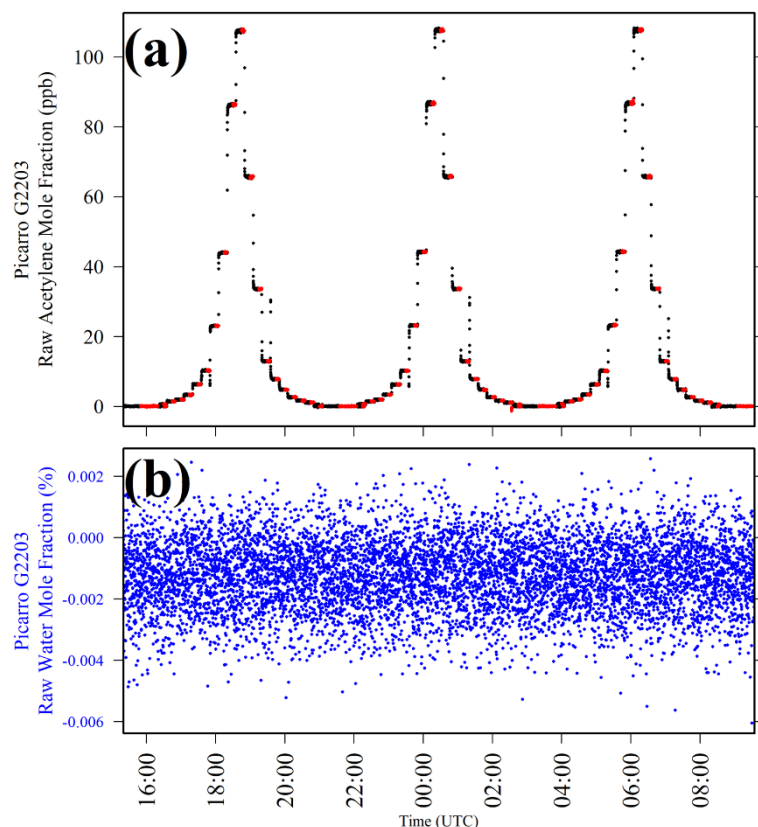 (a)
Picarro G2203
Raw Acetylene Mole Fraction (ppb)
100
80
60
40
20
0
(b)
Picarro G2203
Raw Water Mole Fraction (%)
0.002
0.000
-0.002
-0.004
-0.006
16:00
18:00
20:00
22:00
00:00
02:00
04:00
06:00
08:00
Time (UTC)